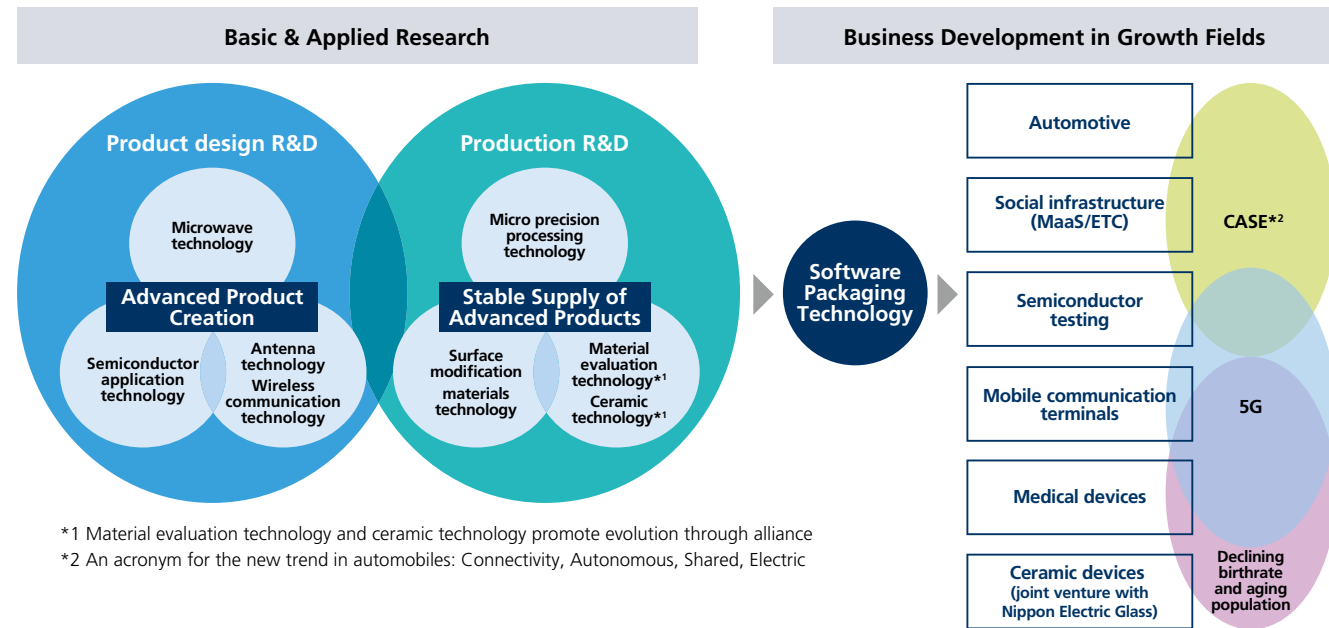 Basic & Applied Research
Business Development in Growth Fields
Product design R&D
Microwave
technology
Advanced Product
Creation
Semiconductor
application
technology
Antenna
technology
Wireless
communication
technology
Production R&D
Micro precision
processing
technology
Stable Supply of
Advanced Products
Surface
modification
materials
technology
Material
evaluation
technology*1
Ceramic
technology*1
Software
Packaging
Technology
Automotive
Social infrastructure
(MaaS/ETC)
Semiconductor
testing
Mobile communication
terminals
Medical devices
Ceramic devices
(joint venture with
Nippon Electric Glass)
CASE*2
5G
Declining
birthrate
and aging
population
*1 Material evaluation technology and ceramic technology promote evolution through alliance
*2 An acronym for the new trend in automobiles: Connectivity, Autonomous, Shared, Electric